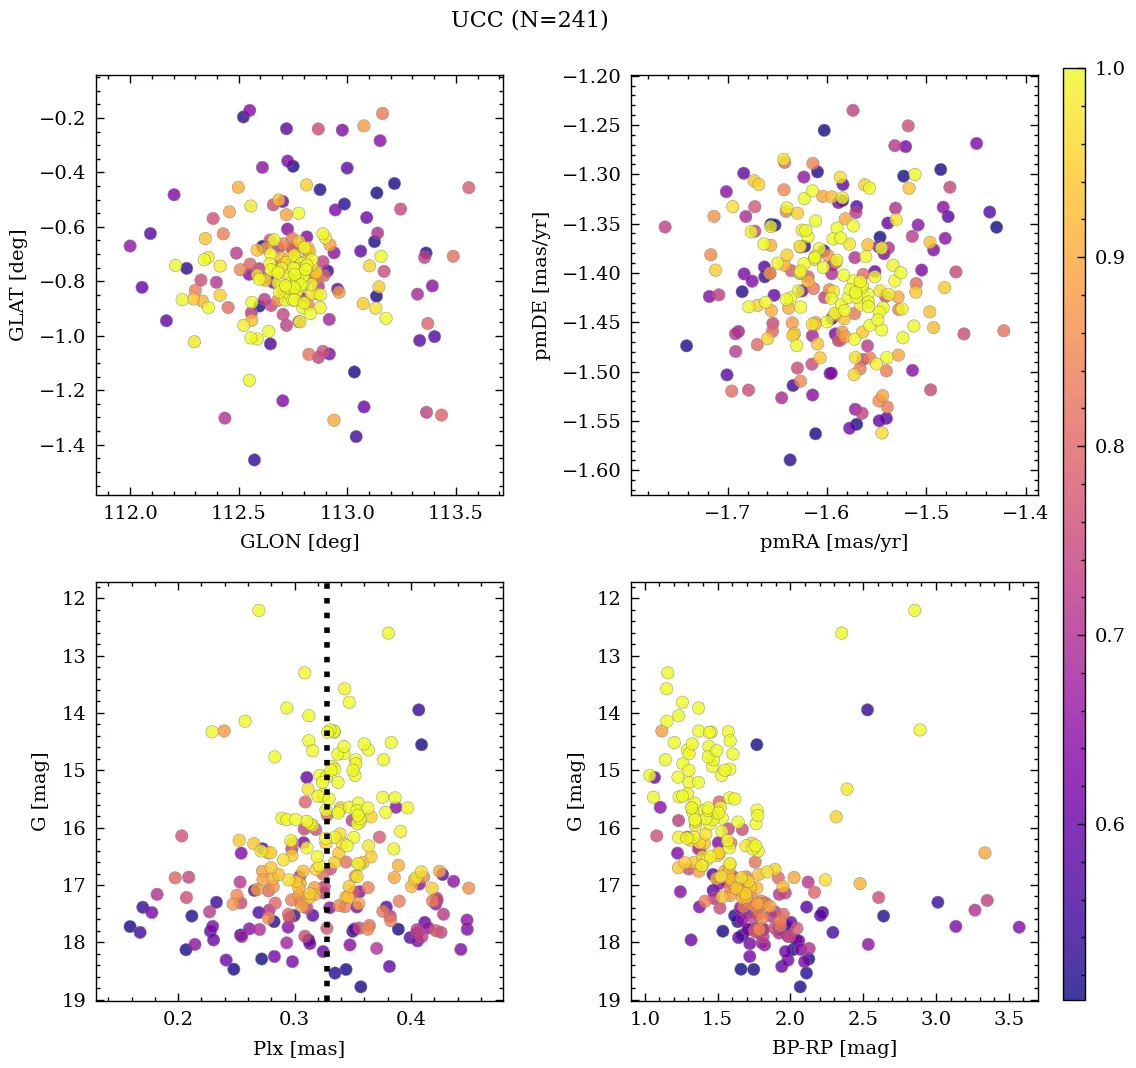 UCC (N=241)
−0.2
−0.4
−0.6
−0.8
−1.0
−1.2
−1.4
GLAT [deg]
112.0 112.5 113.0 113.5
GLON [deg]
−1.20
−1.25
−1.30
−1.35
−1.40
−1.45
−1.50
−1.55
−1.60
pmDE [mas/yr]
−1.7 −1.6 −1.5 −1.4
pmRA [mas/yr]
1.0
0.9
0.8
0.7
0.6
12
13
14
15
16
17
18
19
G [mag]
0.2 0.3 0.4
Plx [mas]
12
13
14
15
16
17
18
19
G [mag]
1.0 1.5 2.0 2.5 3.0 3.5
BP-RP [mag]